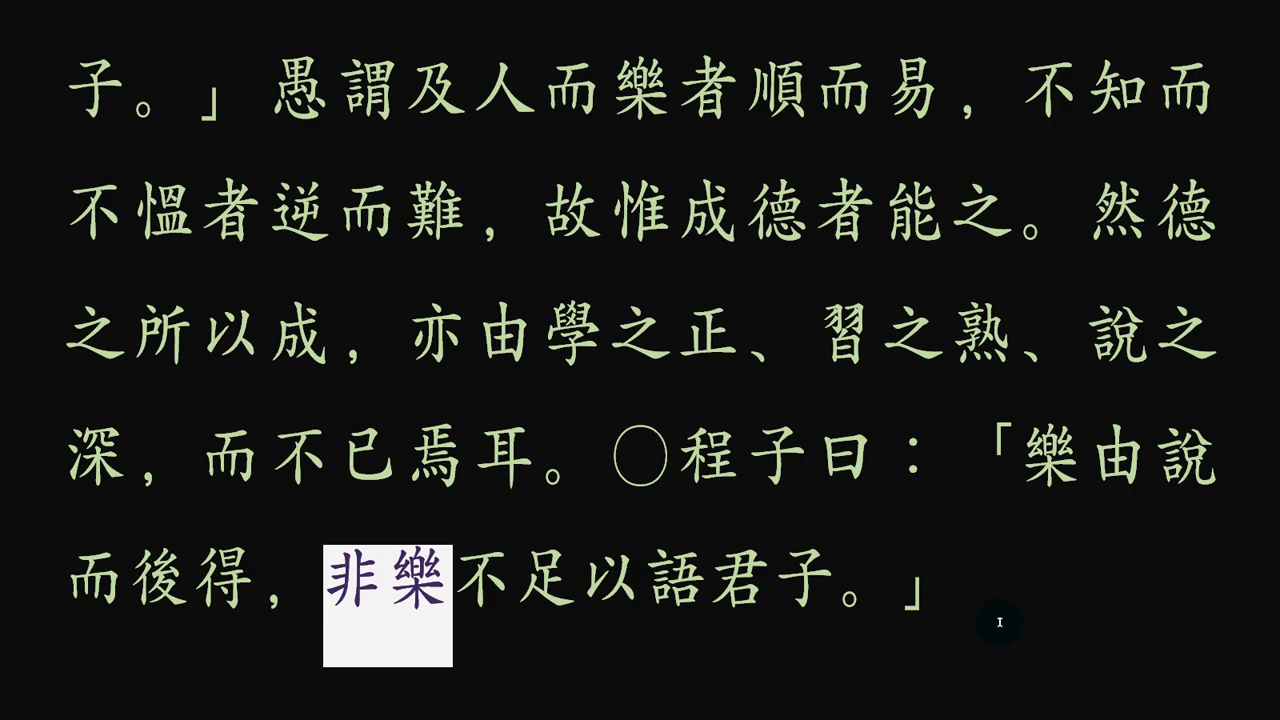 子。」愚謂及人而樂者順而易，不知而
不慍者逆而難，故惟成德者能之。然德
之所以成，亦由學之正、習之熟、說之
深，而不已焉耳。○程子曰：「樂由說
而後得，非樂不足以語君子。」